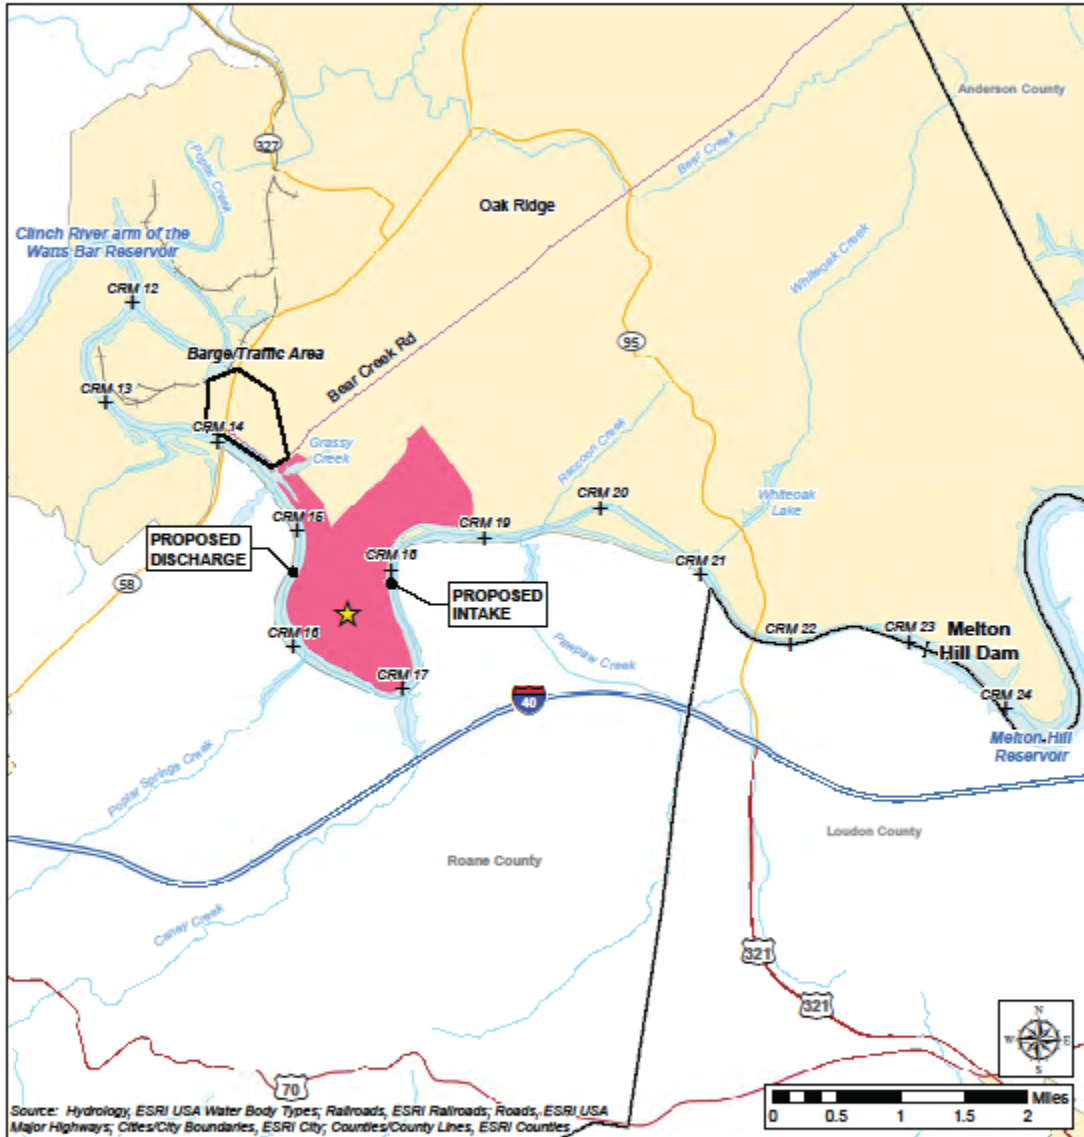 Anderson County
327
Poplar Creek
Bear Creek
Oak Ridge
Clinch River arm of the
Watts Bar Reservoir
Whiteoak Creek
CRM 12
95
Barge/Traffic Area
Bear Creek Rd
CRM 13
CRM 14
Grassy
Creek
Raccoon Creek
CRM 20
Whiteoak
Lake
CRM 15
CRM 19
PROPOSED
DISCHARGE
CRM 18
CRM 21
58
PROPOSED
INTAKE
CRM 16
CRM 22
CRM 23
Melton
Hill Dam
Pawpaw Creek
CRM 17
CRM 24
40
Melton Hill
Reservoir
Poplar Springs Creek
Loudon County
Roane County
Caney Creek
321
321
N
W E
S
70
Miles
0 0.5 1 1.5 2
Source: Hydrology, ESRI USA Water Body Types; Railroads, ESRI Railroads; Roads, ESRI USA
Major Highways; Cities/City Boundaries, ESRI City; Counties/County Lines, ESRI Counties